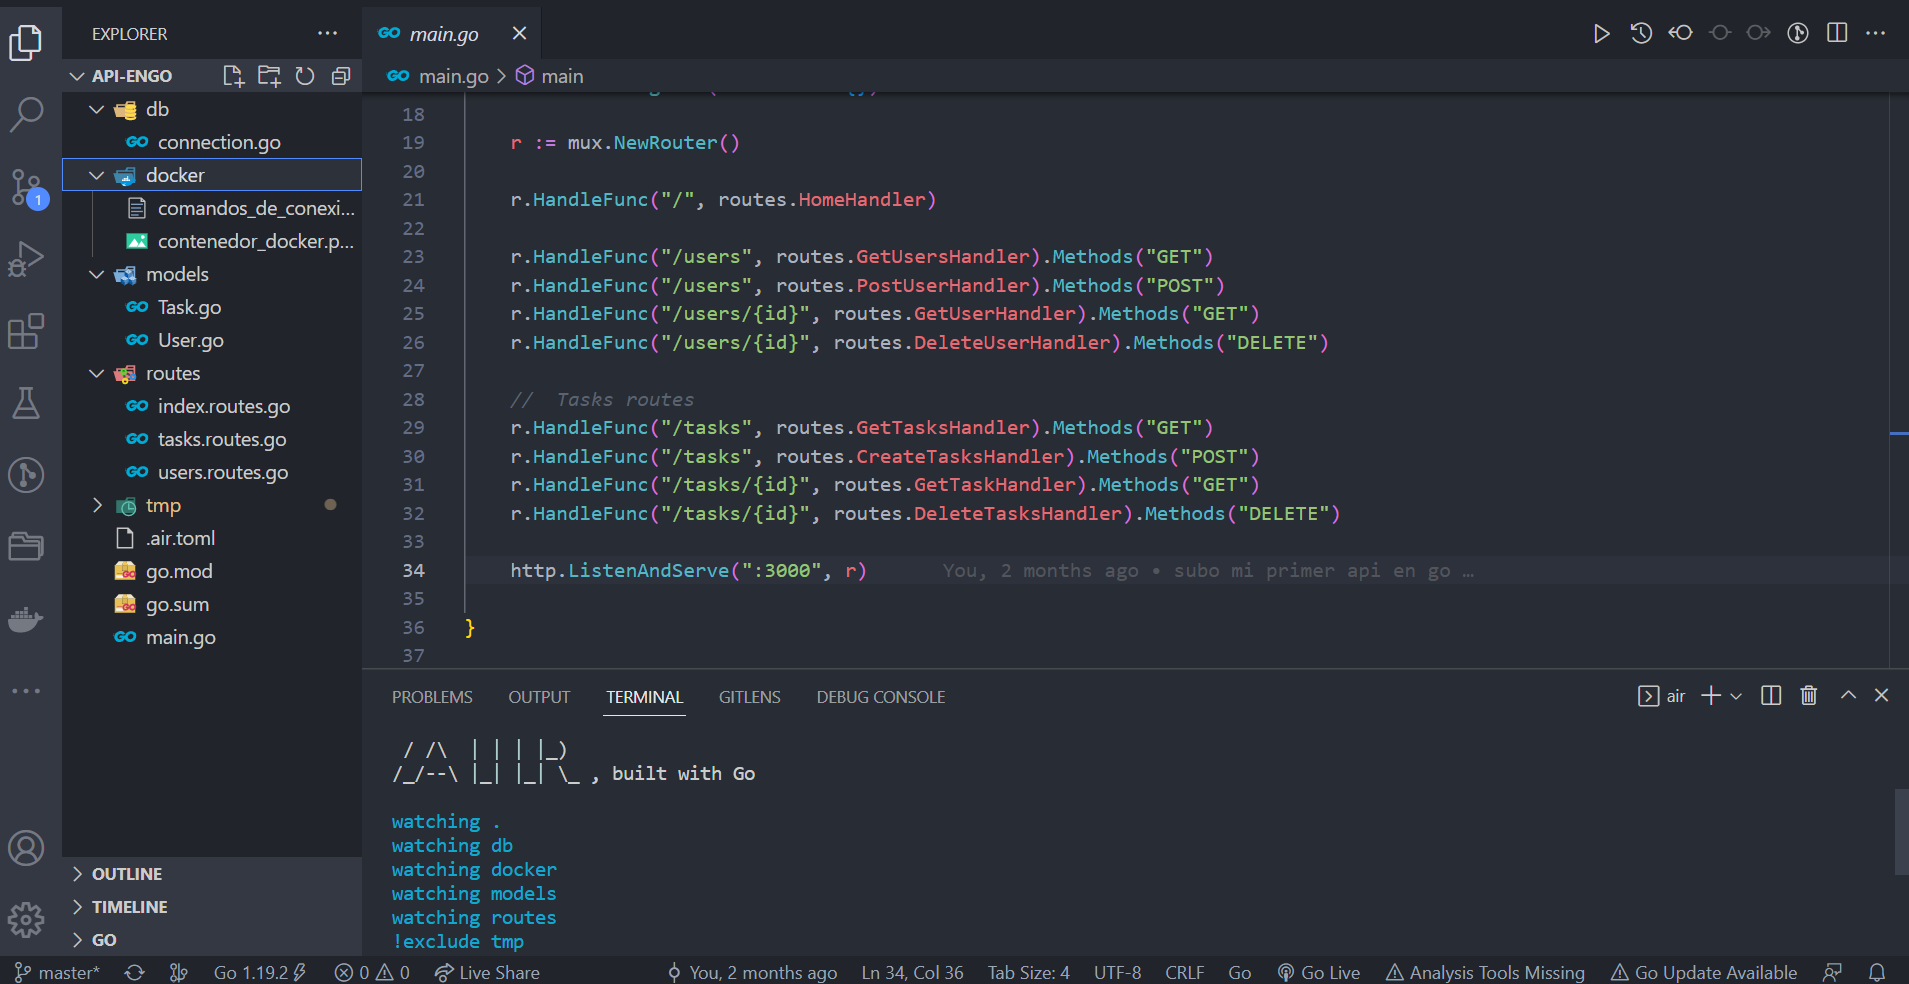 EXPLORER
API-ENGO
db
connection.go
docker
comandos_de_conexi...
contenedor_docker.p...
models
Task.go
User.go
routes
index.routes.go
tasks.routes.go
users.routes.go
tmp
.air.toml
go.mod
go.sum
main.go
OUTLINE
TIMELINE
GO
main.go
main.go > main
18
19 r := mux.NewRouter()
20
21 r.HandleFunc("/", routes.HomeHandler)
22
23 r.HandleFunc("/users", routes.GetUsersHandler).Methods("GET")
24 r.HandleFunc("/users", routes.PostUserHandler).Methods("POST")
25 r.HandleFunc("/users/{id}", routes.GetUserHandler).Methods("GET")
26 r.HandleFunc("/users/{id}", routes.DeleteUserHandler).Methods("DELETE")
27
28 // Tasks routes
29 r.HandleFunc("/tasks", routes.GetTasksHandler).Methods("GET")
30 r.HandleFunc("/tasks", routes.CreateTasksHandler).Methods("POST")
31 r.HandleFunc("/tasks/{id}", routes.GetTaskHandler).Methods("GET")
32 r.HandleFunc("/tasks/{id}", routes.DeleteTasksHandler).Methods("DELETE")
33
34 http.ListenAndServe(":3000", r) You, 2 months ago • subo mi primer api en go …
35
36 }
37
PROBLEMS OUTPUT TERMINAL GITLENS DEBUG CONSOLE air
/ /\  | | | |_)
/_/--\ |_| |_| \_ , built with Go
watching .
watching db
watching docker
watching models
watching routes
!exclude tmp
1
master* Go 1.19.2 0 0 Live Share You, 2 months ago Ln 34, Col 36 Tab Size: 4 UTF-8 CRLF Go Go Live Analysis Tools Missing Go Update Available